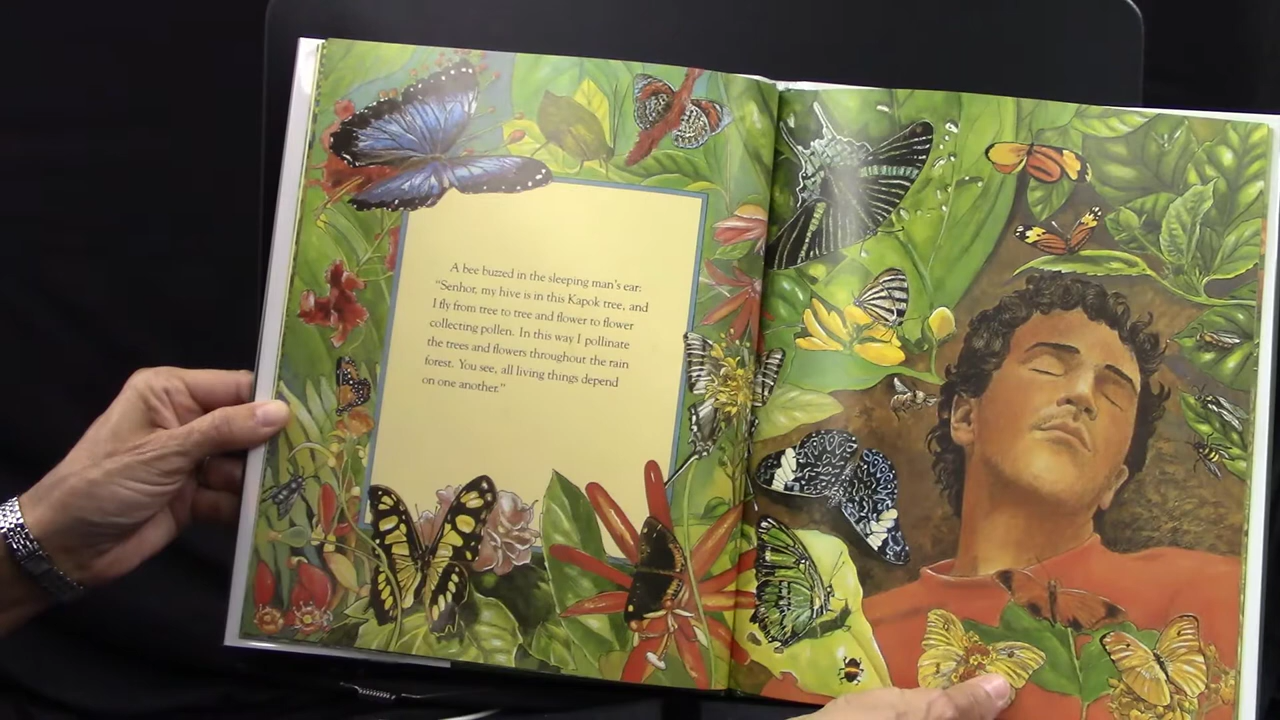 A bee buzzed in the sleeping man's ear:
"Senhor, my hive is in this Kapok tree, and
I fly from tree to tree and flower to flower
collecting pollen. In this way I pollinate
the trees and flowers throughout the rain
forest. You see, all living things depend
on one another."